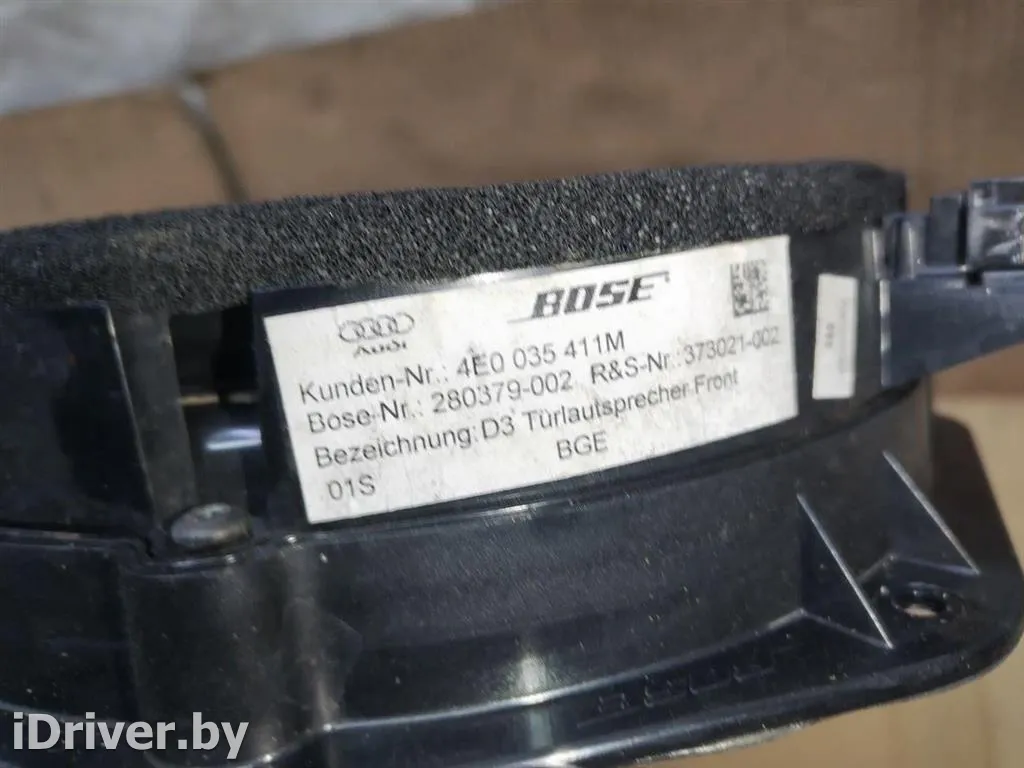 BOSE
AUDI
Kunden-Nr.: 4E0 035 411M
Bose-Nr.: 280379-002 R&S-Nr.:373021-002
Bezeichnung: D3 Türlautsprecher Front
01S BGE
iDriver.by